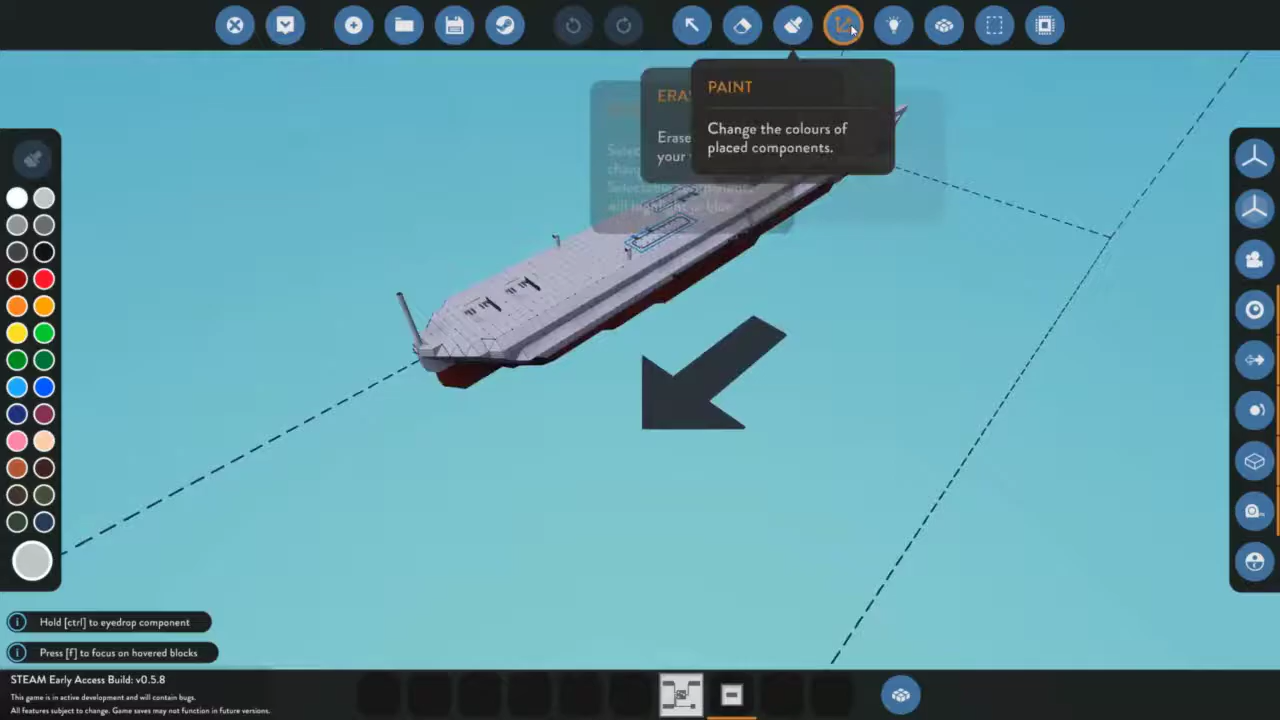 PAINT
Change the colours of
placed components.
ERA
Erase
your
Hold [ctrl] to eyedrop component
Press [f] to focus on hovered blocks
STEAM Early Access Build: v0.5.8
This game is in active development and will contain bugs.
All features subject to change. Game saves may not function in future versions.